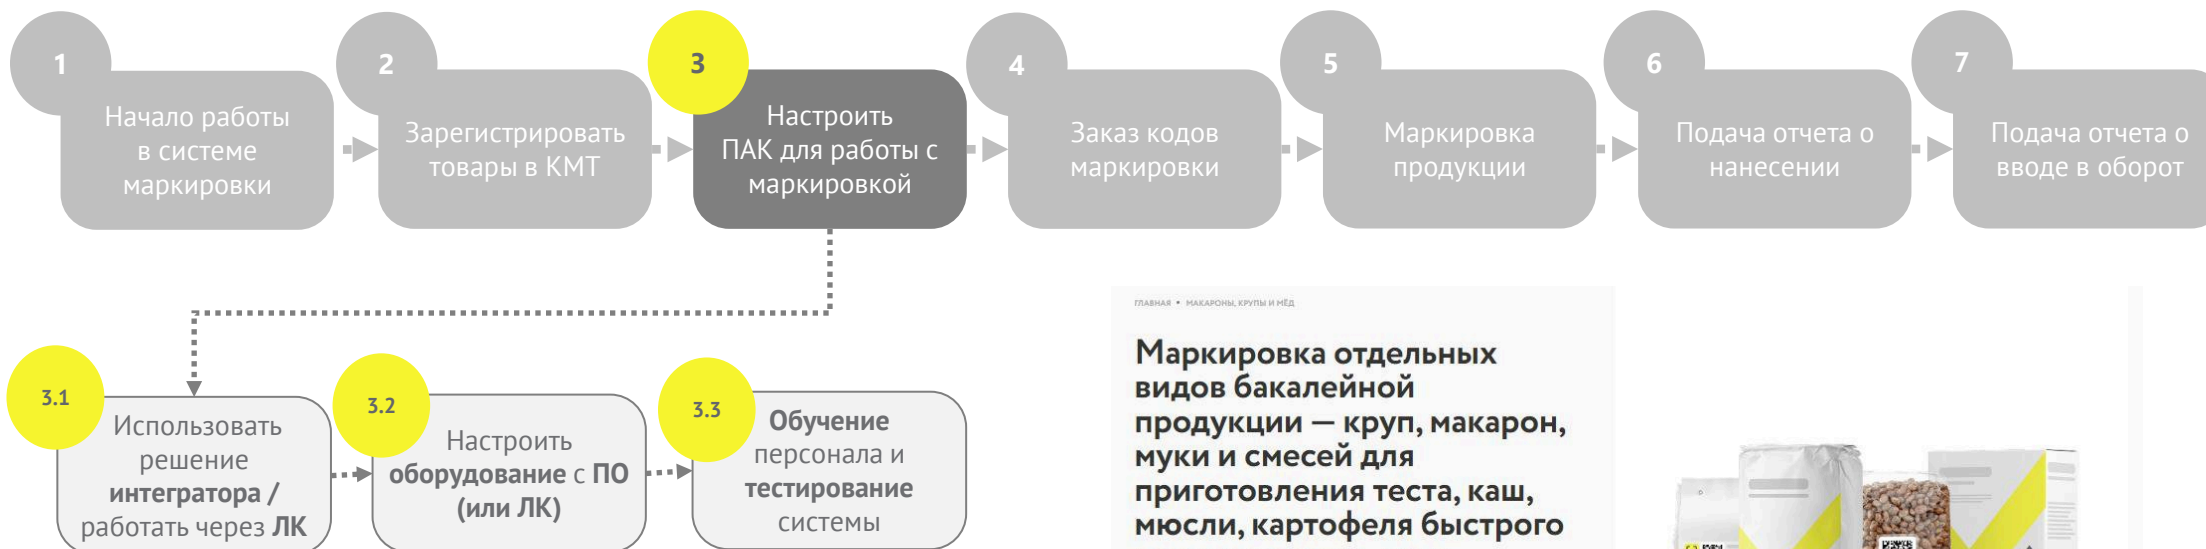 1
Начало работы
в системе
маркировки
2
Зарегистрировать
товары в КМТ
3
Настроить
ПАК для работы с
маркировкой
4
Заказ кодов
маркировки
5
Маркировка
продукции
6
Подача отчета о
нанесении
7
Подача отчета о
вводе в оборот
3.1
Использовать
решение
интегратора /
работать через ЛК
3.2
Настроить
оборудование с ПО
(или ЛК)
3.3
Обучение
персонала и
тестирование
системы
ГЛАВНАЯ • МАКАРОНЫ, КРУПЫ И МЁД
Маркировка отдельных
видов бакалейной
продукции — круп, макарон,
муки и смесей для
приготовления теста, каш,
мюсли, картофеля быстрого